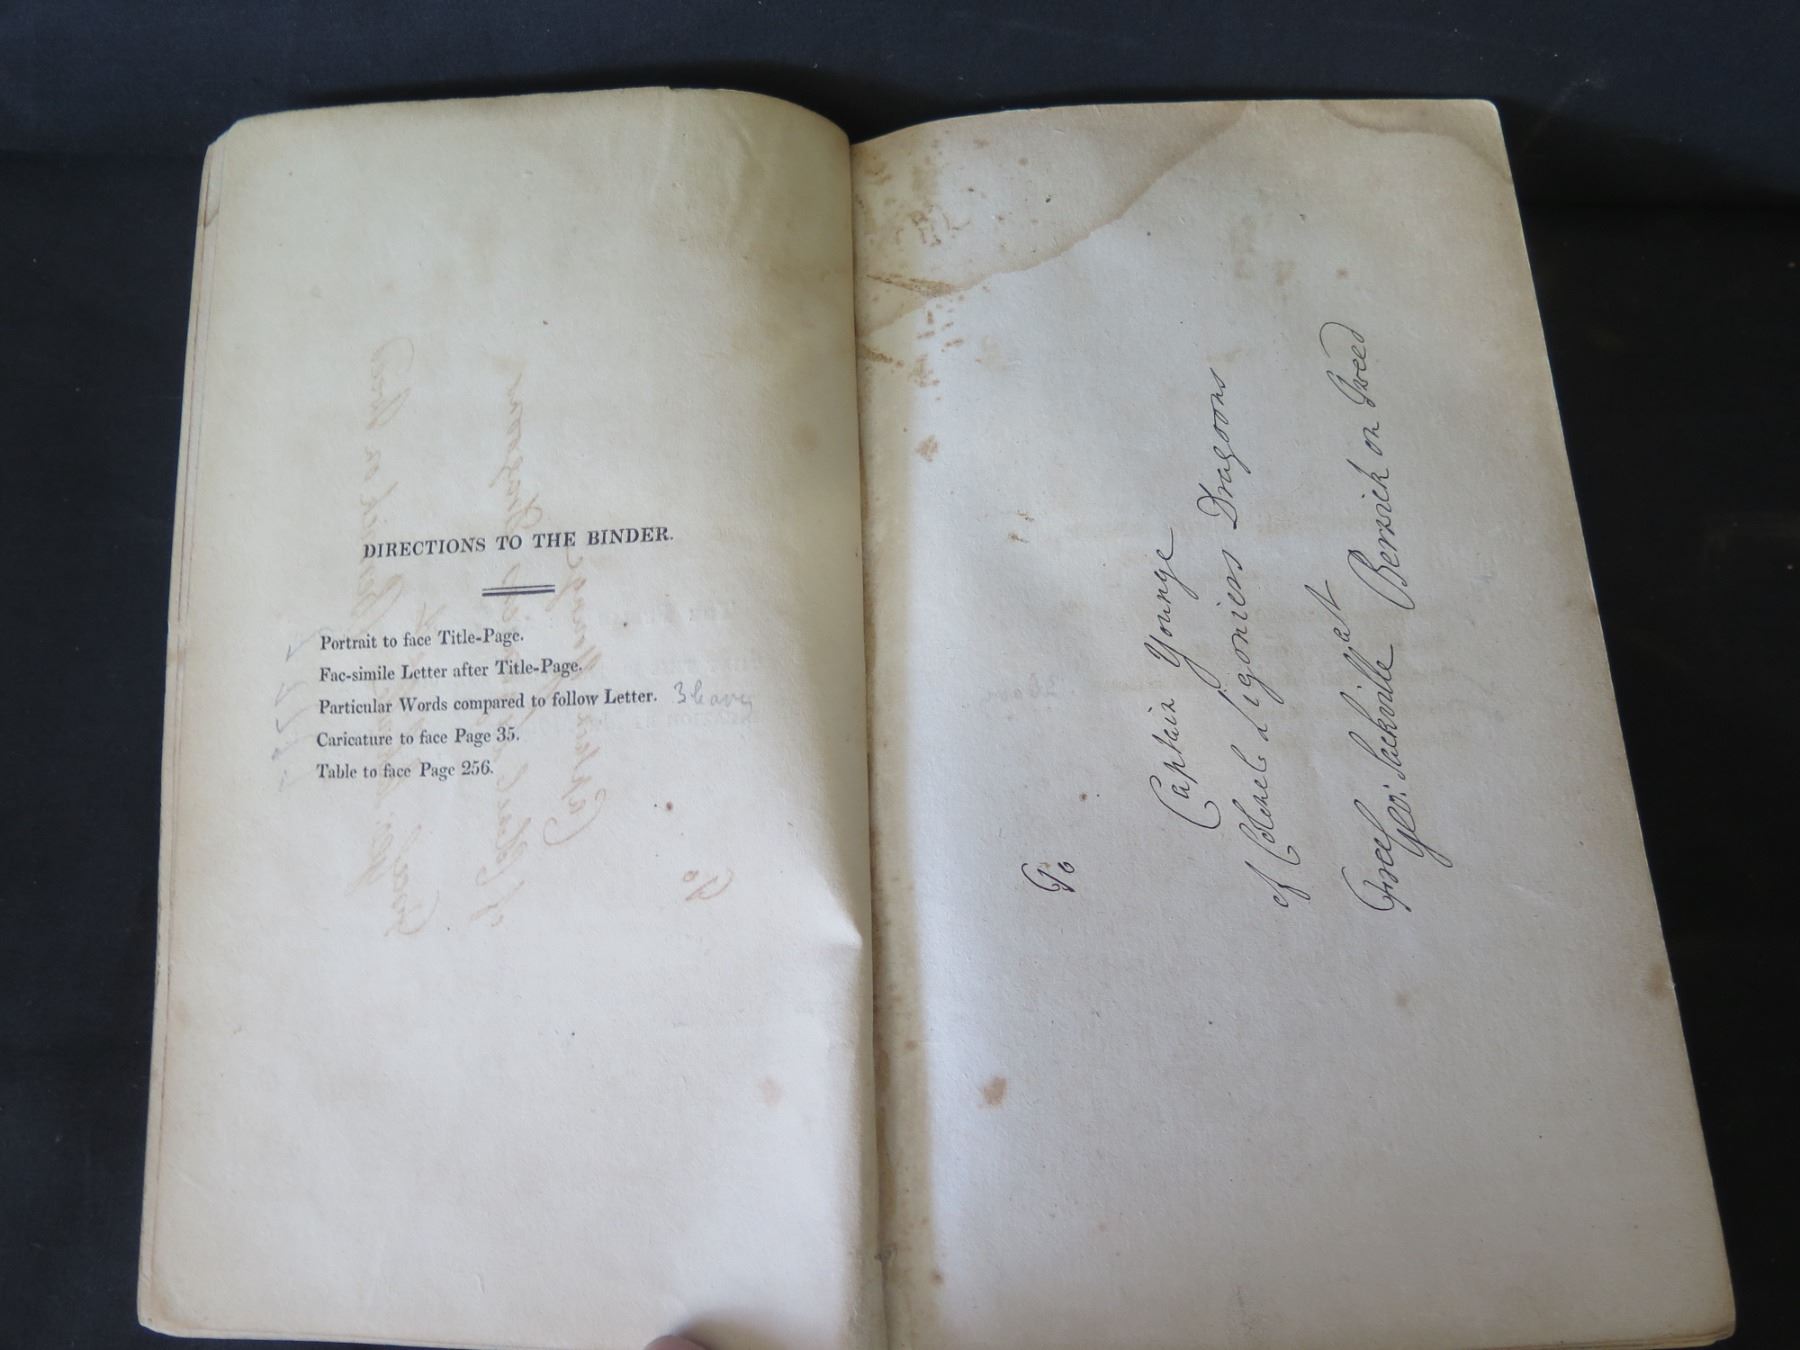 DIRECTIONS TO THE BINDER.
Portrait to face Title-Page.
Fac-simile Letter after Title-Page.
Particular Words compared to follow Letter. 3 leaves
Caricature to face Page 35.
Table to face Page 256.
To
Captain Younge
of Colonel Ligoniers Dragoons
at Berwick on Tweed
Free
Geo: Sackville